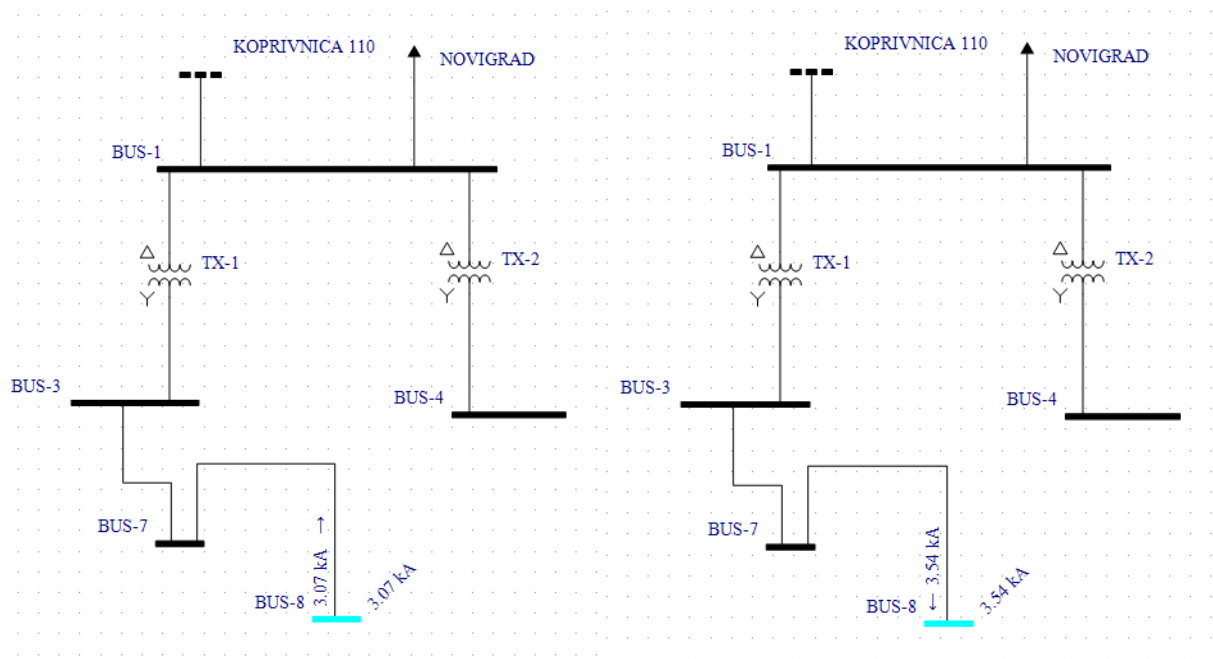 KOPRIVNICA 110
NOVIGRAD
BUS-1
TX-1
TX-2
BUS-3
BUS-4
BUS-7
3.07 kA →
BUS-8
3.07 kA
KOPRIVNICA 110
NOVIGRAD
BUS-1
TX-1
TX-2
BUS-3
BUS-4
BUS-7
← 3.54 kA
BUS-8
3.54 kA